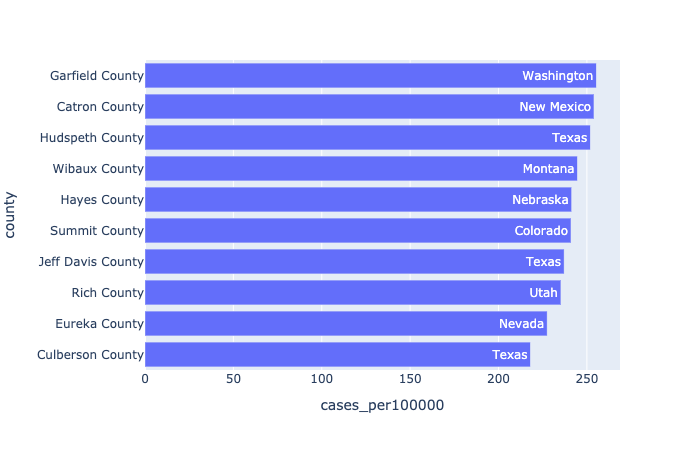 Garfield County Washington
Catron County New Mexico
Hudspeth County Texas
Wibaux County Montana
Hayes County Nebraska
Summit County Colorado
Jeff Davis County Texas
Rich County Utah
Eureka County Nevada
Culberson County Texas
0 50 100 150 200 250
cases_per100000
county